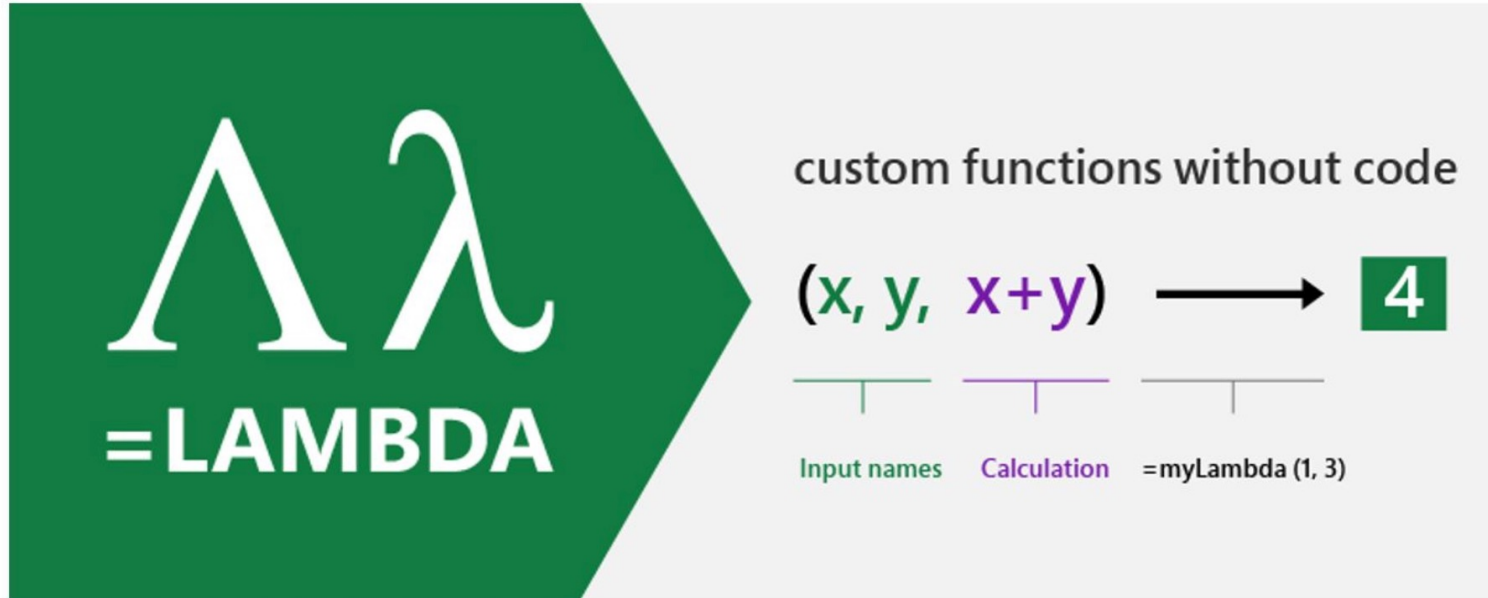 Λλ
=LAMBDA
custom functions without code
(x, y, x+y) → 4
Input names Calculation =myLambda (1, 3)